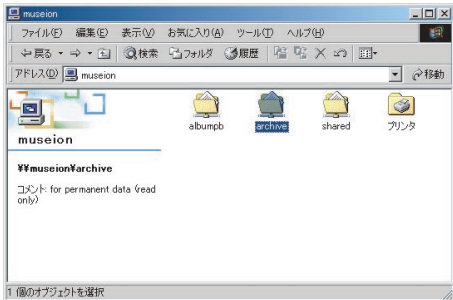 museion
ファイル(F) 編集(E) 表示(V) お気に入り(A) ツール(T) ヘルプ(H)
戻る 検索 フォルダ 履歴
アドレス(D) museion 移動
albumpb archive shared プリンタ
museion
¥¥museion¥archive
コメント: for permanent data (read
only)
1 個のオブジェクトを選択